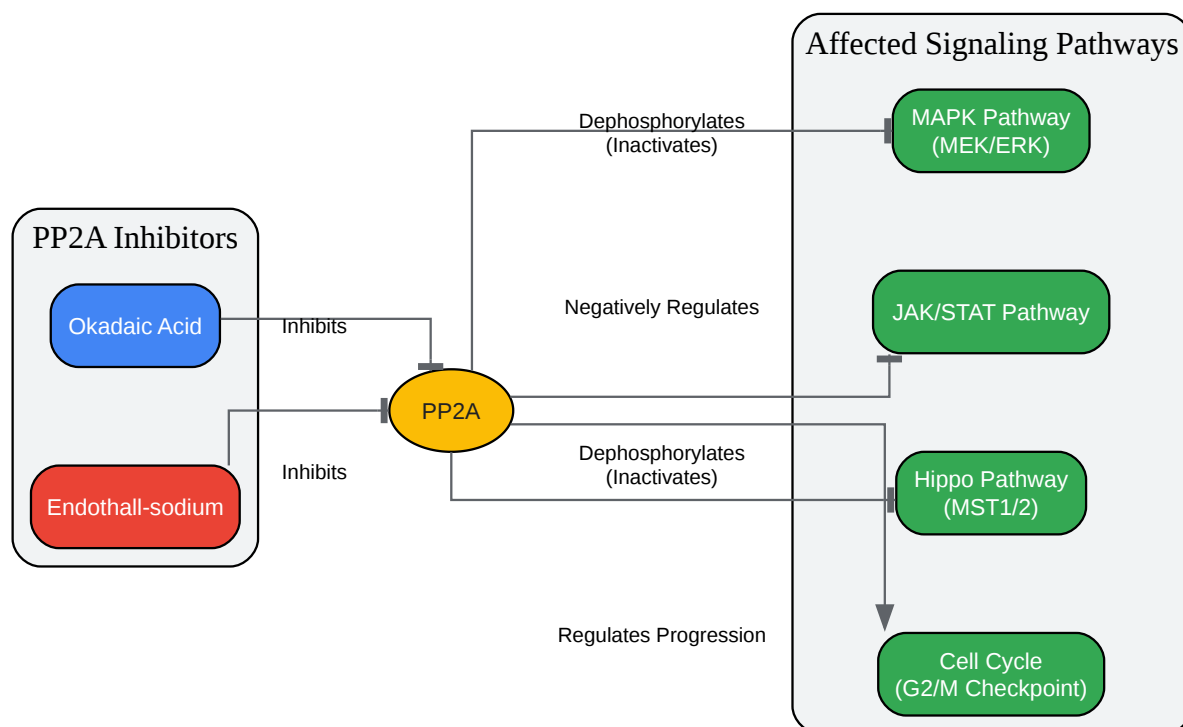 Affected Signaling Pathways
Dephosphorylates
(Inactivates)
MAPK Pathway
(MEK/ERK)
PP2A Inhibitors
Okadaic Acid
Inhibits
Negatively Regulates
JAK/STAT Pathway
PP2A
Endothall-sodium
Inhibits
Dephosphorylates
(Inactivates)
Hippo Pathway
(MST1/2)
Regulates Progression
Cell Cycle
(G2/M Checkpoint)